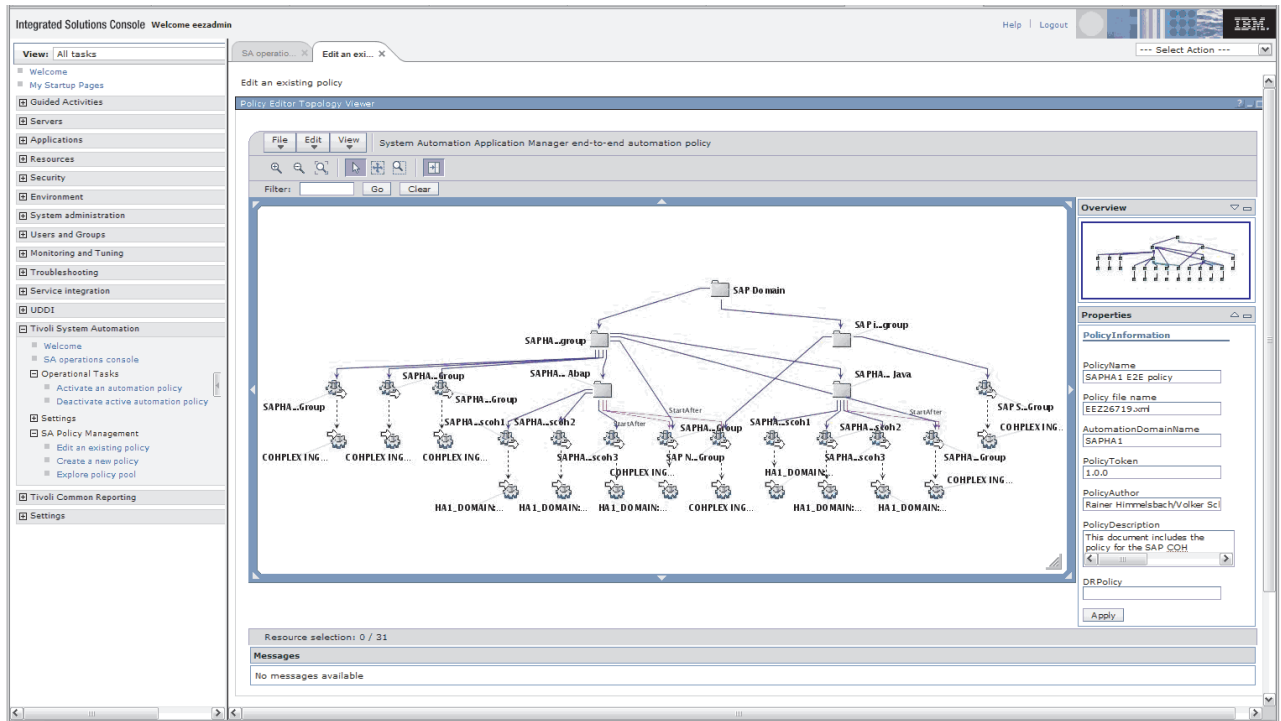 Integrated Solutions Console Welcome eezadmin
Help Logout
IBM.
View: All tasks
Welcome
My Startup Pages
Guided Activities
Servers
Applications
Resources
Security
Environment
System administration
Users and Groups
Monitoring and Tuning
Troubleshooting
Service integration
UDDI
Tivoli System Automation
Welcome
SA operations console
Operational Tasks
Activate an automation policy
Deactivate active automation policy
Settings
SA Policy Management
Edit an existing policy
Create a new policy
Explore policy pool
Tivoli Common Reporting
Settings
SA operatio... X
Edit an exi... X
--- Select Action ---
Edit an existing policy
Policy Editor Topology Viewer
File Edit View
System Automation Application Manager end-to-end automation policy
Filter: Go Clear
SAP Domain
SAPHA...group
SAP i...group
SAPHA...Group
SAPHA...Group
SAPHA...Group
SAPHA... Abap
SAPHA... Java
SAP S...Group
StartAfter
StartAfter
SAPHA...scoh1
SAPHA...scoh2
SAPHA...scoh3
SAP N...Group
SAPHA...Group
SAPHA...scoh1
SAPHA...scoh2
SAPHA...scoh3
SAPHA...Group
COHPLEX ING...
COHPLEX ING...
COHPLEX ING...
COHPLEX ING...
COHPLEX ING...
HA1_DOMAIN:
COHPLEX ING...
HA1_DOMAIN:...
HA1_DOMAIN:...
HA1_DOMAIN:...
COHPLEX ING...
HA1_DOMAIN:...
HA1_DOMAIN:...
Overview
Properties
PolicyInformation
PolicyName
SAPHA1 E2E policy
Policy file name
EEZ26719.xml
AutomationDomainName
SAPHA1
PolicyToken
1.0.0
PolicyAuthor
Rainer Himmelsbach/Volker Scl
PolicyDescription
This document includes the
policy for the SAP COH
DRPolicy
Apply
Resource selection: 0 / 31
Messages
No messages available